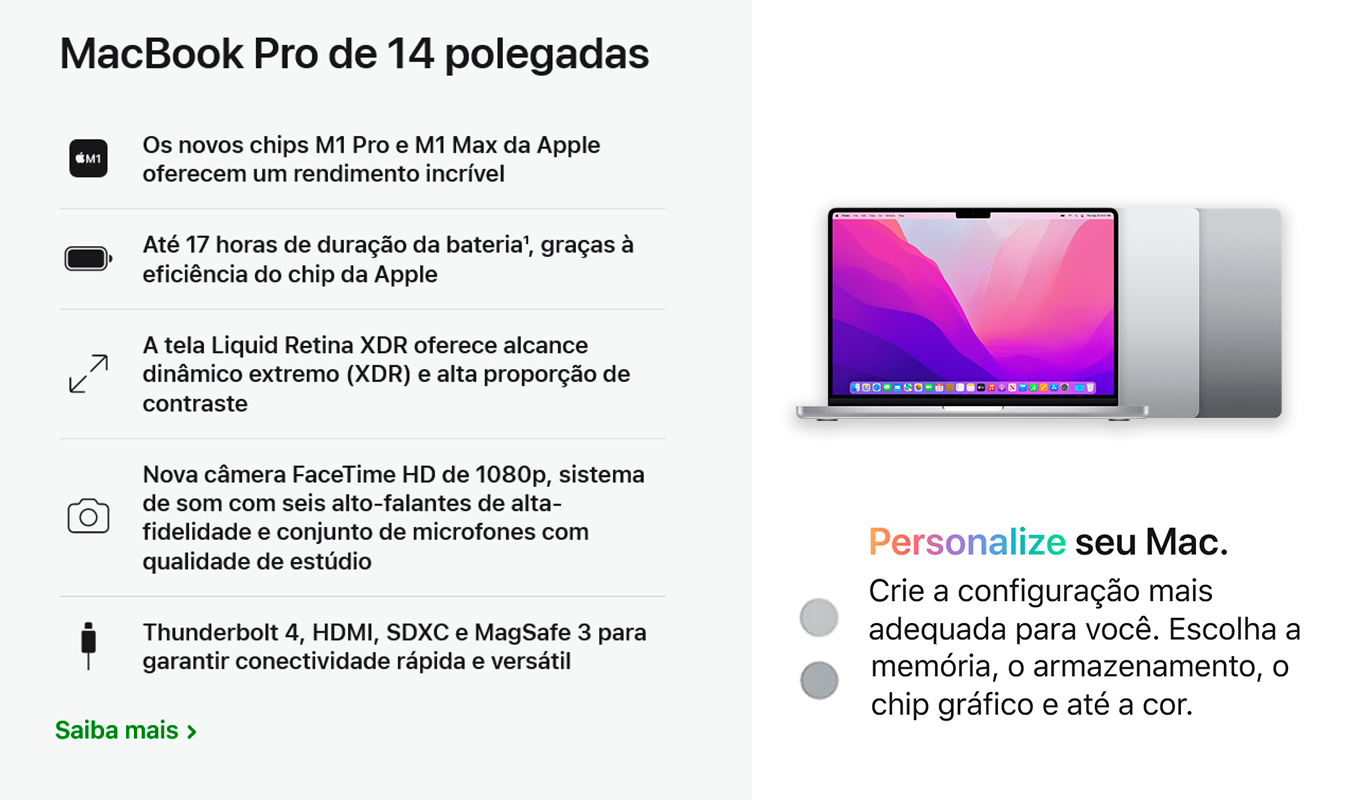 MacBook Pro de 14 polegadas
M1
Os novos chips M1 Pro e M1 Max da Apple
oferecem um rendimento incrível
Até 17 horas de duração da bateria¹, graças à
eficiência do chip da Apple
A tela Liquid Retina XDR oferece alcance
dinâmico extremo (XDR) e alta proporção de
contraste
Nova câmera FaceTime HD de 1080p, sistema
de som com seis alto-falantes de alta-
fidelidade e conjunto de microfones com
qualidade de estúdio
Thunderbolt 4, HDMI, SDXC e MagSafe 3 para
garantir conectividade rápida e versátil
Saiba mais >
Personalize seu Mac.
Crie a configuração mais
adequada para você. Escolha a
memória, o armazenamento, o
chip gráfico e até a cor.